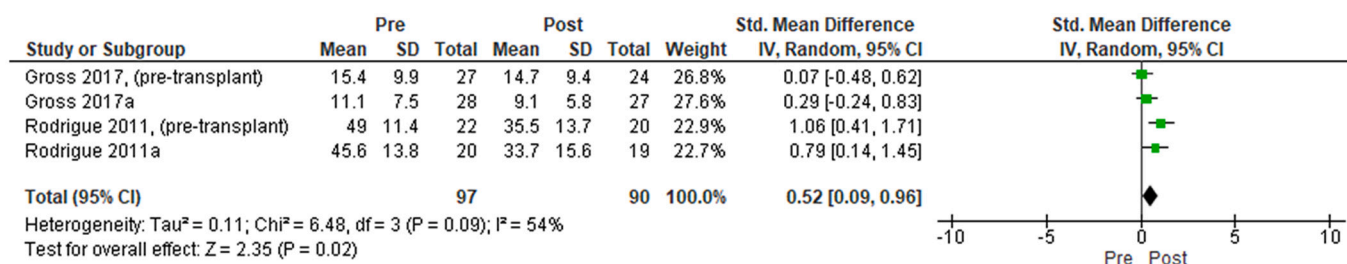 Pre Post Std. Mean Difference Std. Mean Difference
Study or Subgroup Mean SD Total Mean SD Total Weight IV, Random, 95% CI IV, Random, 95% CI
Gross 2017, (pre-transplant) 15.4 9.9 27 14.7 9.4 24 26.8% 0.07 [-0.48, 0.62]
Gross 2017a 11.1 7.5 28 9.1 5.8 27 27.6% 0.29 [-0.24, 0.83]
Rodrigue 2011, (pre-transplant) 49 11.4 22 35.5 13.7 20 22.9% 1.06 [0.41, 1.71]
Rodrigue 2011a 45.6 13.8 20 33.7 15.6 19 22.7% 0.79 [0.14, 1.45]
Total (95% CI) 97 90 100.0% 0.52 [0.09, 0.96]
Heterogeneity: Tau² = 0.11; Chi² = 6.48, df = 3 (P = 0.09); I² = 54%
Test for overall effect: Z = 2.35 (P = 0.02)
-10 -5 0 5 10
Pre Post